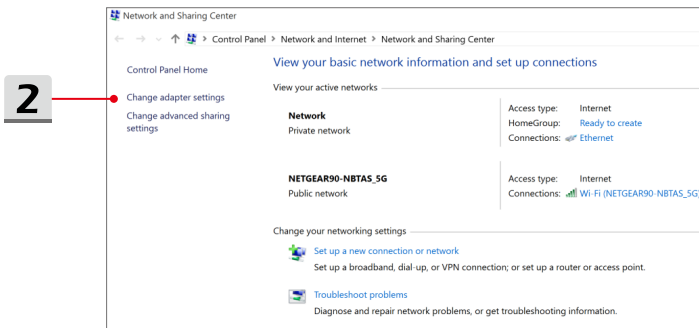 Network and Sharing Center
Control Panel > Network and Internet > Network and Sharing Center
Control Panel Home
2
Change adapter settings
Change advanced sharing
settings
View your basic network information and set up connections
View your active networks
Network
Private network
Access type: Internet
HomeGroup: Ready to create
Connections: Ethernet
NETGEAR90-NBTAS_5G
Public network
Access type: Internet
Connections: Wi-Fi (NETGEAR90-NBTAS_5G)
Change your networking settings
Set up a new connection or network
Set up a broadband, dial-up, or VPN connection; or set up a router or access point.
Troubleshoot problems
Diagnose and repair network problems, or get troubleshooting information.